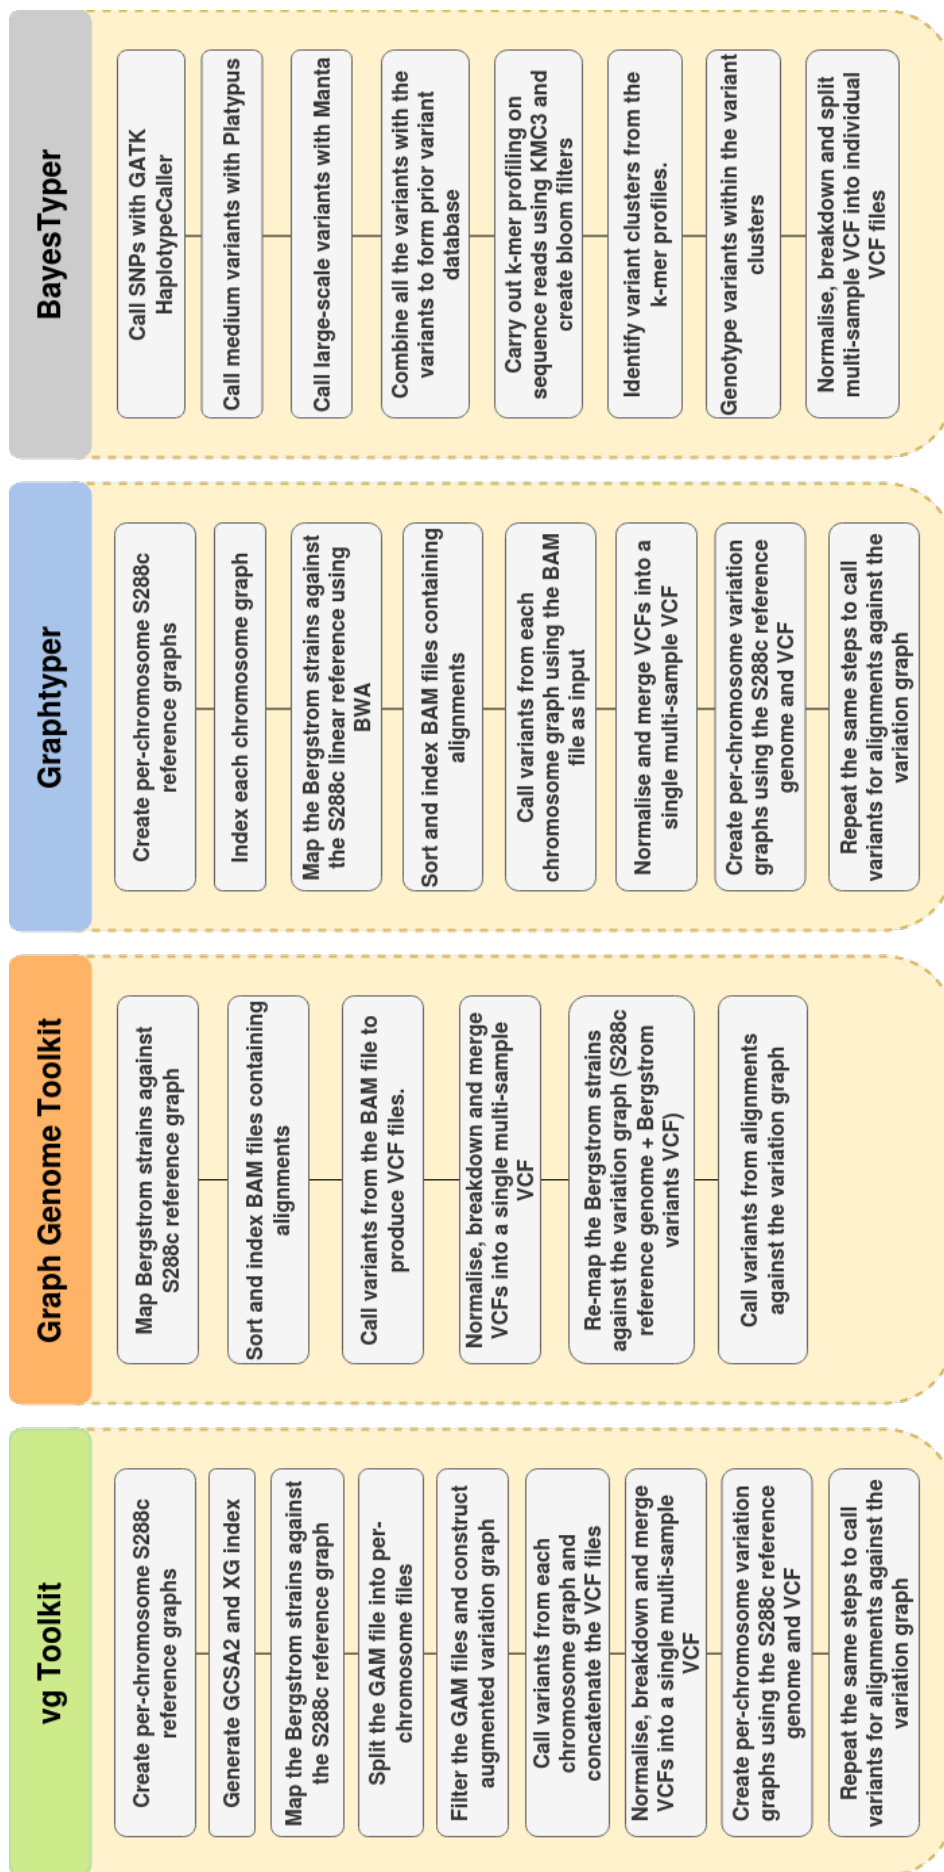 vg Toolkit
Create per-chromosome S288c
reference graphs
Generate GCSA2 and XG index
Map the Bergstrom strains against
the S288c reference graph
Split the GAM file into per-
chromosome files
Filter the GAM files and construct
augmented variation graph
Call variants from each
chromosome graph and
concatenate the VCF files
Normalise, breakdown and merge
VCFs into a single multi-sample
VCF
Create per-chromosome variation
graphs using the S288c reference
genome and VCF
Repeat the same steps to call
variants for alignments against the
variation graph
Graph Genome Toolkit
Map Bergstrom strains against
S288c reference graph
Sort and index BAM files containing
alignments
Call variants from the BAM file to
produce VCF files.
Normalise, breakdown and merge
VCFs into a single multi-sample
VCF
Re-map the Bergstrom strains
against the variation graph (S288c
reference genome + Bergstrom
variants VCF)
Call variants from alignments
against the variation graph
Graphtyper
Create per-chromosome S288c
reference graphs
Index each chromosome graph
Map the Bergstrom strains against
the S288c linear reference using
BWA
Sort and index BAM files containing
alignments
Call variants from each
chromosome graph using the BAM
file as input
Normalise and merge VCFs into a
single multi-sample VCF
Create per-chromosome variation
graphs using the S288c reference
genome and VCF
Repeat the same steps to call
variants for alignments against the
variation graph
BayesTyper
Call SNPs with GATK
HaplotypeCaller
Call medium variants with Platypus
Call large-scale variants with Manta
Combine all the variants with the
variants to form prior variant
database
Carry out k-mer profiling on
sequence reads using KMC3 and
create bloom filters
Identify variant clusters from the
k-mer profiles.
Genotype variants within the variant
clusters
Normalise, breakdown and split
multi-sample VCF into individual
VCF files